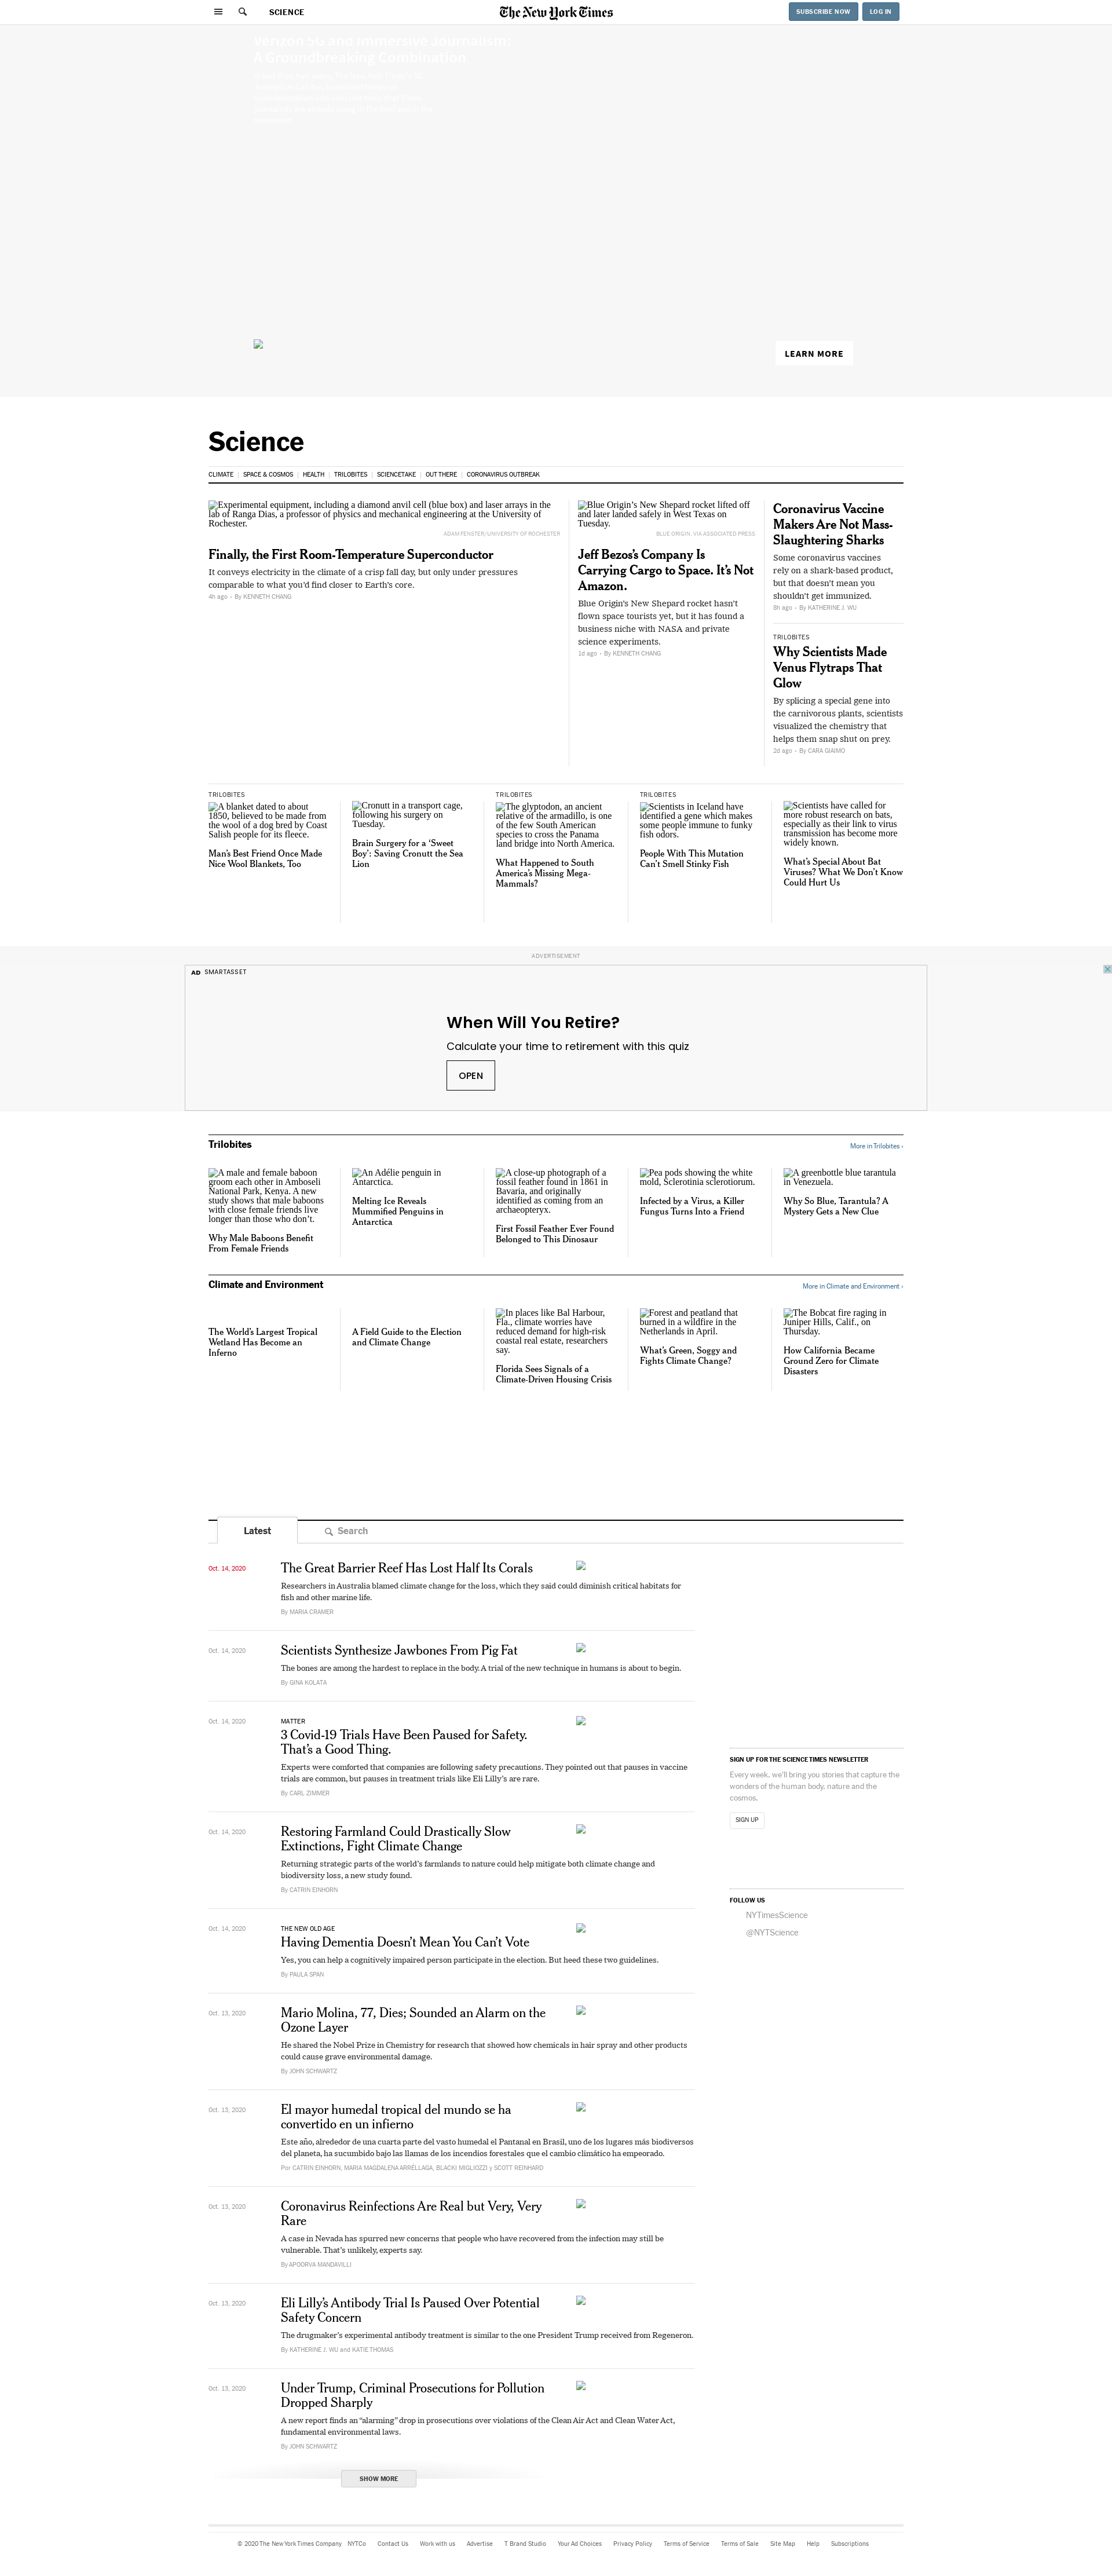 SCIENCE
The New York Times
SUBSCRIBE NOW
LOG IN
Verizon 5G and Immersive Journalism:
A Groundbreaking Combination
LEARN MORE
Science
CLIMATE
SPACE & COSMOS
HEALTH
TRILOBITES
SCIENCETAKE
OUT THERE
CORONAVIRUS OUTBREAK
Experimental equipment, including a diamond anvil cell (blue box) and laser arrays in the
lab of Ranga Dias, a professor of physics and mechanical engineering at the University of
Rochester.
ADAM FENSTER/UNIVERSITY OF ROCHESTER
Finally, the First Room-Temperature Superconductor
It conveys electricity in the climate of a crisp fall day, but only under pressures
comparable to what you’d find closer to Earth’s core.
4h ago • By KENNETH CHANG
Blue Origin’s New Shepard rocket lifted off
and later landed safely in West Texas on
Tuesday.
BLUE ORIGIN, VIA ASSOCIATED PRESS
Jeff Bezos’s Company Is
Carrying Cargo to Space. It’s Not
Amazon.
Blue Origin’s New Shepard rocket hasn’t
flown space tourists yet, but it has found a
business niche with NASA and private
science experiments.
1d ago • By KENNETH CHANG
Coronavirus Vaccine
Makers Are Not Mass-
Slaughtering Sharks
Some coronavirus vaccines
rely on a shark-based product,
but that doesn’t mean you
shouldn’t get immunized.
8h ago • By KATHERINE J. WU
TRILOBITES
Why Scientists Made
Venus Flytraps That
Glow
By splicing a special gene into
the carnivorous plants, scientists
visualized the chemistry that
helps them snap shut on prey.
2d ago • By CARA GIAIMO
TRILOBITES
A blanket dated to about
1850, believed to be made from
the wool of a dog bred by Coast
Salish people for its fleece.
Man’s Best Friend Once Made
Nice Wool Blankets, Too
Cronutt in a transport cage,
following his surgery on
Tuesday.
Brain Surgery for a ‘Sweet
Boy’: Saving Cronutt the Sea
Lion
TRILOBITES
The glyptodon, an ancient
relative of the armadillo, is one
of the few South American
species to cross the Panama
land bridge into North America.
What Happened to South
America’s Missing Mega-
Mammals?
TRILOBITES
Scientists in Iceland have
identified a gene which makes
some people immune to funky
fish odors.
People With This Mutation
Can’t Smell Stinky Fish
Scientists have called for
more robust research on bats,
especially as their link to virus
transmission has become more
widely known.
What’s Special About Bat
Viruses? What We Don’t Know
Could Hurt Us
ADVERTISEMENT
AD SMARTASSET
When Will You Retire?
Calculate your time to retirement with this quiz
OPEN
Trilobites
More in Trilobites ›
A male and female baboon
groom each other in Amboseli
National Park, Kenya. A new
study shows that male baboons
with close female friends live
longer than those who don’t.
Why Male Baboons Benefit
From Female Friends
An Adélie penguin in
Antarctica.
Melting Ice Reveals
Mummified Penguins in
Antarctica
A close-up photograph of a
fossil feather found in 1861 in
Bavaria, and originally
identified as coming from an
archaeopteryx.
First Fossil Feather Ever Found
Belonged to This Dinosaur
Pea pods showing the white
mold, Sclerotinia sclerotiorum.
Infected by a Virus, a Killer
Fungus Turns Into a Friend
A greenbottle blue tarantula
in Venezuela.
Why So Blue, Tarantula? A
Mystery Gets a New Clue
Climate and Environment
More in Climate and Environment ›
The World’s Largest Tropical
Wetland Has Become an
Inferno
A Field Guide to the Election
and Climate Change
In places like Bal Harbour,
Fla., climate worries have
reduced demand for high-risk
coastal real estate, researchers
say.
Florida Sees Signals of a
Climate-Driven Housing Crisis
Forest and peatland that
burned in a wildfire in the
Netherlands in April.
What’s Green, Soggy and
Fights Climate Change?
The Bobcat fire raging in
Juniper Hills, Calif., on
Thursday.
How California Became
Ground Zero for Climate
Disasters
Latest
Search
Oct. 14, 2020
The Great Barrier Reef Has Lost Half Its Corals
Researchers in Australia blamed climate change for the loss, which they said could diminish critical habitats for
fish and other marine life.
By MARIA CRAMER
Oct. 14, 2020
Scientists Synthesize Jawbones From Pig Fat
The bones are among the hardest to replace in the body. A trial of the new technique in humans is about to begin.
By GINA KOLATA
Oct. 14, 2020
MATTER
3 Covid-19 Trials Have Been Paused for Safety.
That’s a Good Thing.
Experts were comforted that companies are following safety precautions. They pointed out that pauses in vaccine
trials are common, but pauses in treatment trials like Eli Lilly’s are rare.
By CARL ZIMMER
Oct. 14, 2020
Restoring Farmland Could Drastically Slow
Extinctions, Fight Climate Change
Returning strategic parts of the world’s farmlands to nature could help mitigate both climate change and
biodiversity loss, a new study found.
By CATRIN EINHORN
Oct. 14, 2020
THE NEW OLD AGE
Having Dementia Doesn’t Mean You Can’t Vote
Yes, you can help a cognitively impaired person participate in the election. But heed these two guidelines.
By PAULA SPAN
Oct. 13, 2020
Mario Molina, 77, Dies; Sounded an Alarm on the
Ozone Layer
He shared the Nobel Prize in Chemistry for research that showed how chemicals in hair spray and other products
could cause grave environmental damage.
By JOHN SCHWARTZ
Oct. 13, 2020
El mayor humedal tropical del mundo se ha
convertido en un infierno
Este año, alrededor de una cuarta parte del vasto humedal el Pantanal en Brasil, uno de los lugares más biodiversos
del planeta, ha sucumbido bajo las llamas de los incendios forestales que el cambio climático ha empeorado.
Por CATRIN EINHORN, MARIA MAGDALENA ARRÉLLAGA, BLACKI MIGLIOZZI y SCOTT REINHARD
Oct. 13, 2020
Coronavirus Reinfections Are Real but Very, Very
Rare
A case in Nevada has spurred new concerns that people who have recovered from the infection may still be
vulnerable. That’s unlikely, experts say.
By APOORVA MANDAVILLI
Oct. 13, 2020
Eli Lilly’s Antibody Trial Is Paused Over Potential
Safety Concern
The drugmaker’s experimental antibody treatment is similar to the one President Trump received from Regeneron.
By KATHERINE J. WU and KATIE THOMAS
Oct. 13, 2020
Under Trump, Criminal Prosecutions for Pollution
Dropped Sharply
A new report finds an “alarming” drop in prosecutions over violations of the Clean Air Act and Clean Water Act,
fundamental environmental laws.
By JOHN SCHWARTZ
SHOW MORE
SIGN UP FOR THE SCIENCE TIMES NEWSLETTER
Every week, we’ll bring you stories that capture the
wonders of the human body, nature and the
cosmos.
SIGN UP
FOLLOW US
NYTimesScience
@NYTScience
© 2020 The New York Times Company
NYTCo
Contact Us
Work with us
Advertise
T Brand Studio
Your Ad Choices
Privacy Policy
Terms of Service
Terms of Sale
Site Map
Help
Subscriptions